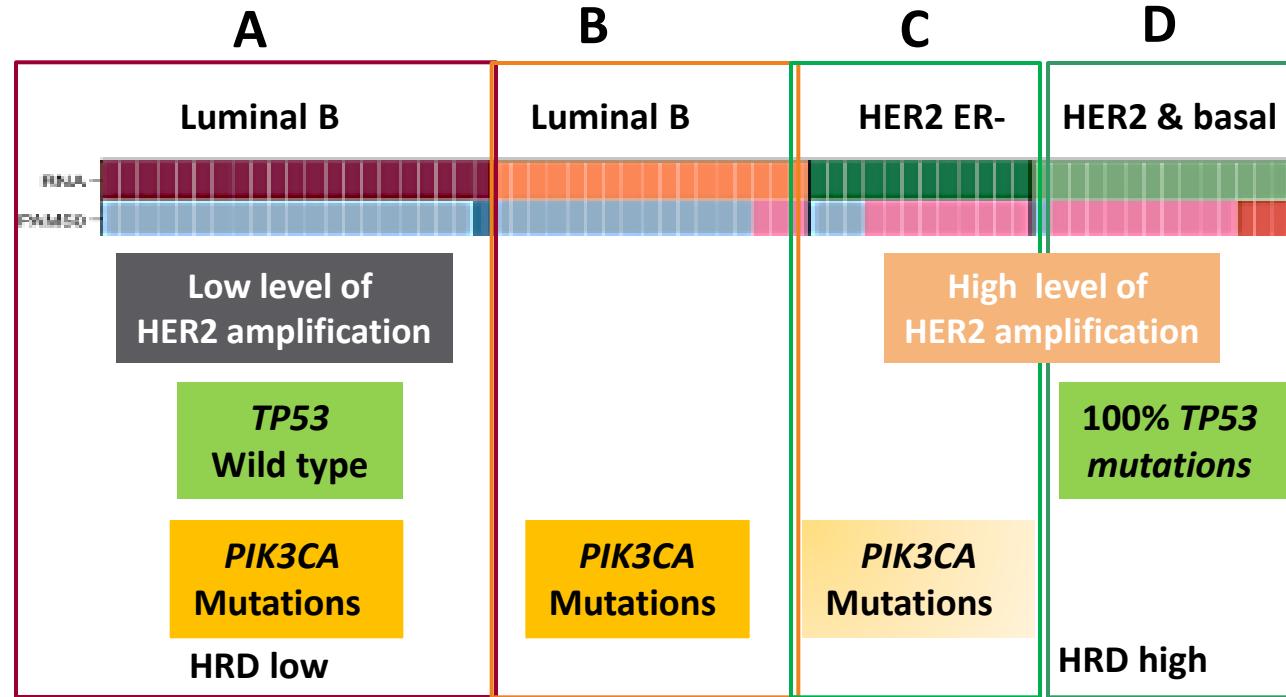 A B C D
Luminal B Luminal B HER2 ER- HER2 & basal
RNA
PAM50
Low level of
HER2 amplification
High level of
HER2 amplification
TP53
Wild type
100% TP53
mutations
PIK3CA
Mutations
PIK3CA
Mutations
PIK3CA
Mutations
HRD low
HRD high